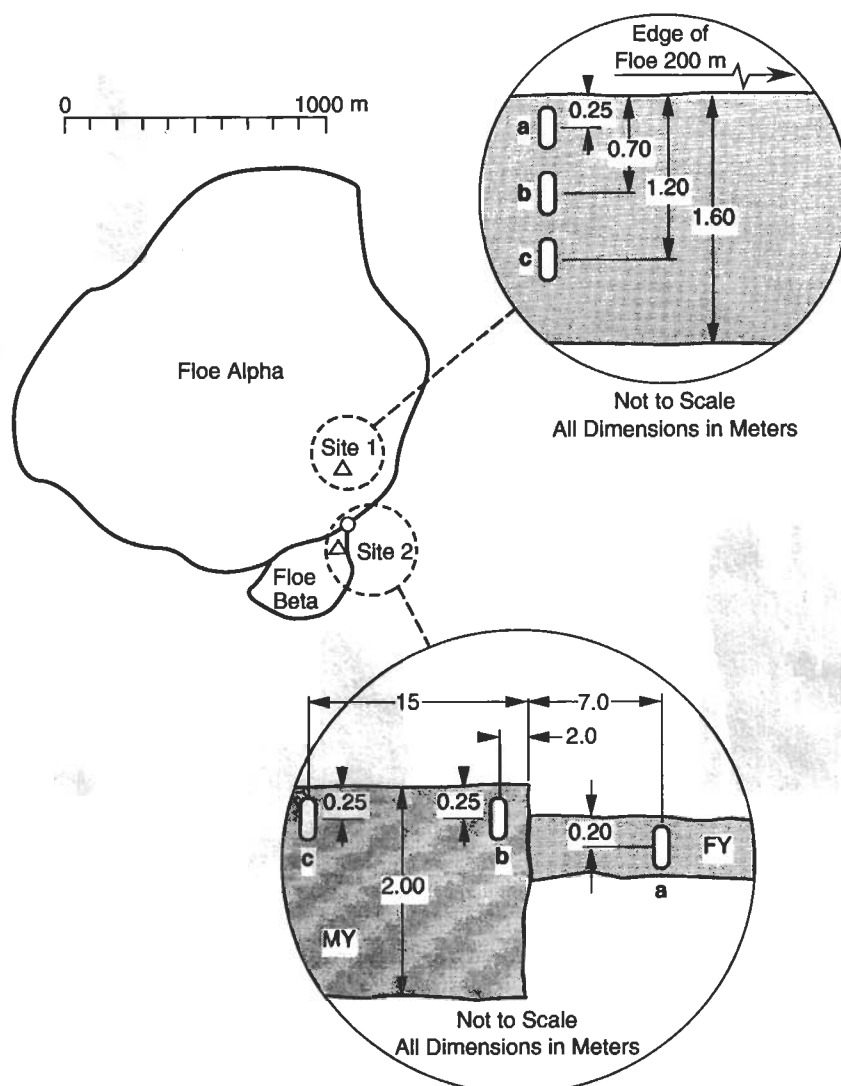 Edge of
Floe 200 m
0 1000 m
0.25
a
0.70
b
1.20
1.60
c
Floe Alpha
Not to Scale
All Dimensions in Meters
Site 1
Site 2
Floe
Beta
15
7.0
2.0
0.25
0.25
0.20
FY
c
b
a
2.00
MY
Not to Scale
All Dimensions in Meters